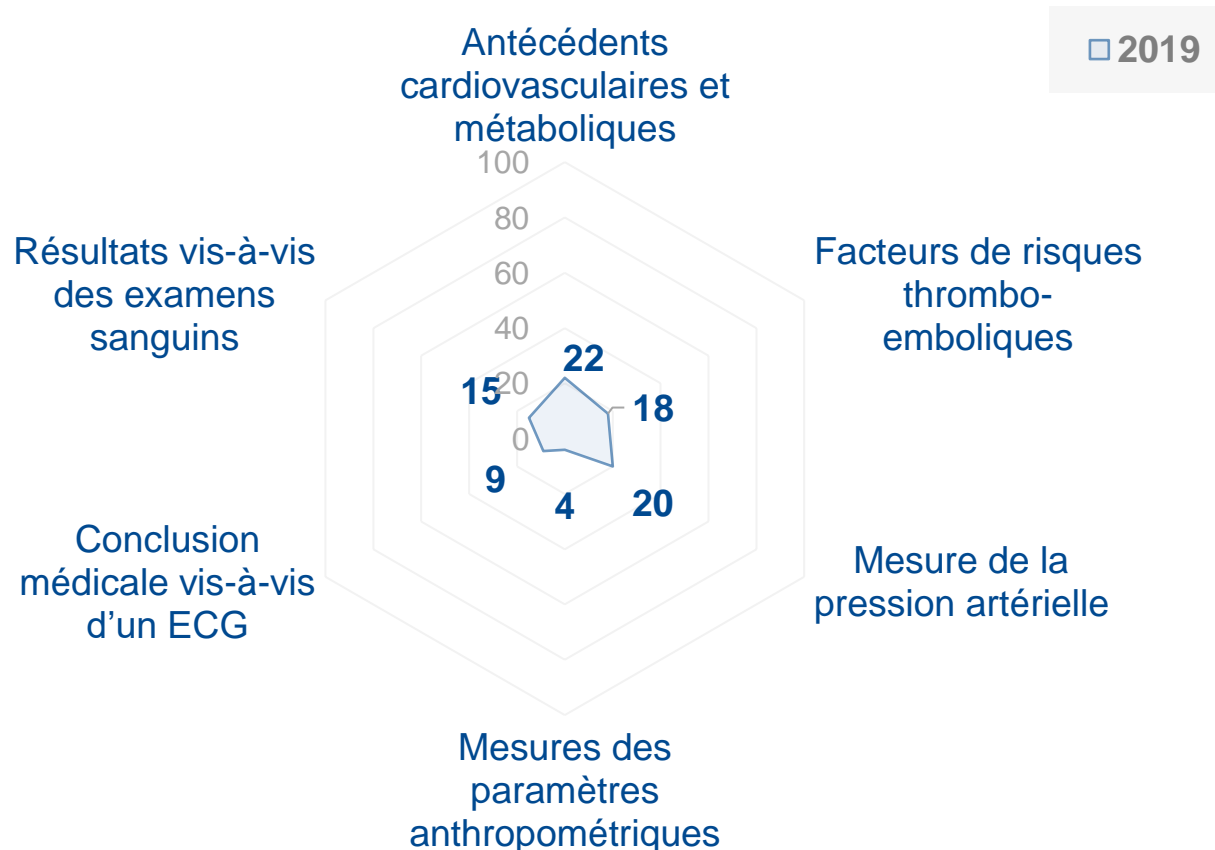 Antécédents
cardiovasculaires et
métaboliques
2019
100
80
60
40
20
0
Résultats vis-à-vis
des examens
sanguins
Facteurs de risques
thrombo-
emboliques
22
15
18
9
4
20
Conclusion
médicale vis-à-vis
d’un ECG
Mesure de la
pression artérielle
Mesures des
paramètres
anthropométriques